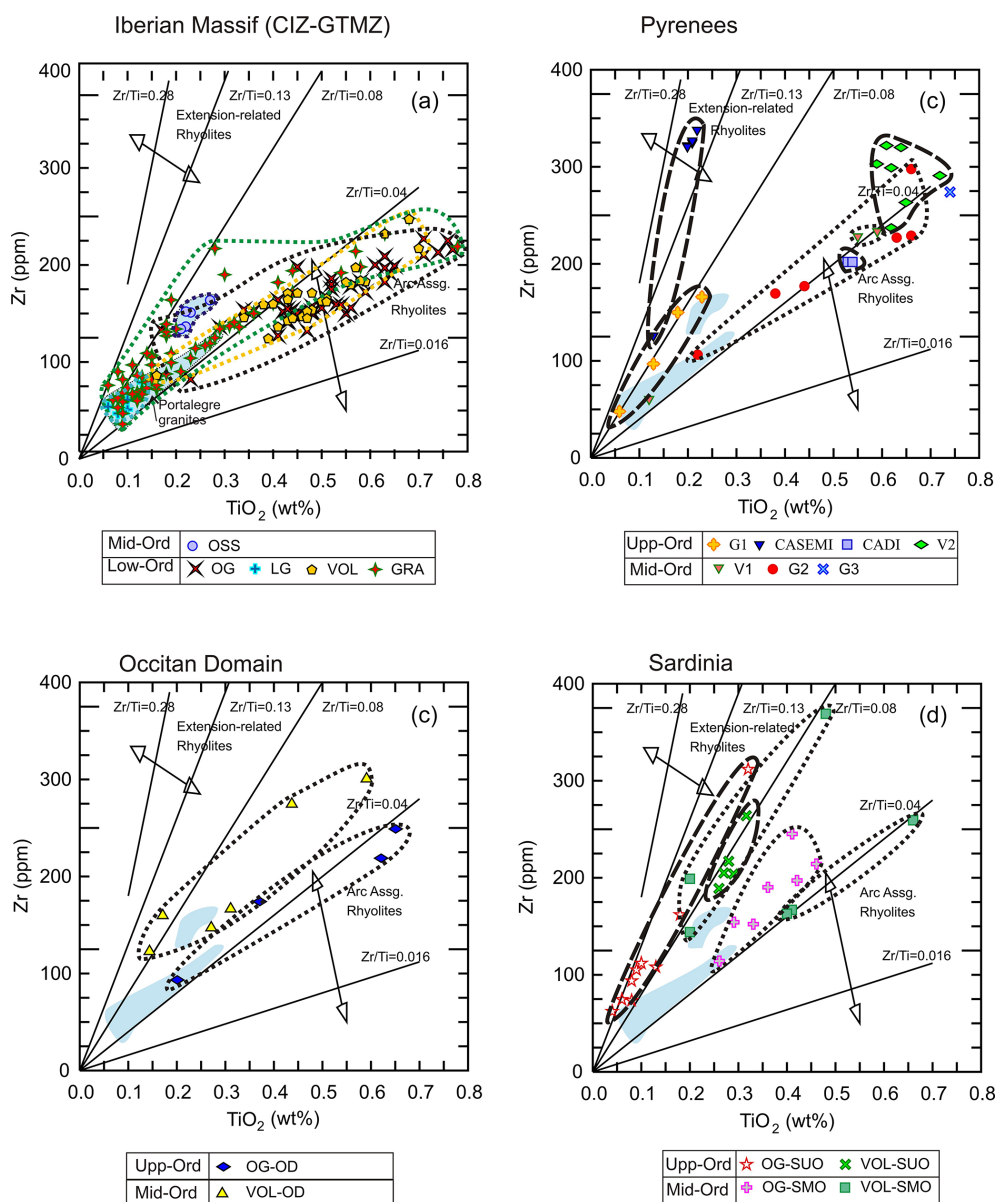 Iberian Massif (CIZ-GTMZ)
400
300
200
100
0
Zr (ppm)
Zr/Ti=0.28
Zr/Ti=0.13
Zr/Ti=0.08
(a)
Extension-related
Rhyolites
Zr/Ti=0.04
Arc Assg.
Rhyolites
Zr/Ti=0.016
Portalegre
granites
0.0 0.1 0.2 0.3 0.4 0.5 0.6 0.7 0.8
TiO2 (wt%)
Mid-Ord OSS
Low-Ord OG LG VOL GRA
Pyrenees
400
300
200
100
0
Zr (ppm)
Zr/Ti=0.28
Zr/Ti=0.13
Zr/Ti=0.08
(c)
Extension-related
Rhyolites
Zr/Ti=0.04
Arc Assg.
Rhyolites
Zr/Ti=0.016
0.0 0.1 0.2 0.3 0.4 0.5 0.6 0.7 0.8
TiO2 (wt%)
Upp-Ord G1 CASEMI CADI V2
Mid-Ord V1 G2 G3
Occitan Domain
400
300
200
100
0
Zr (ppm)
Zr/Ti=0.28
Zr/Ti=0.13
Zr/Ti=0.08
(c)
Extension-related
Rhyolites
Zr/Ti=0.04
Arc Assg.
Rhyolites
Zr/Ti=0.016
0.0 0.1 0.2 0.3 0.4 0.5 0.6 0.7 0.8
TiO2 (wt%)
Upp-Ord OG-OD
Mid-Ord VOL-OD
Sardinia
400
300
200
100
0
Zr (ppm)
Zr/Ti=0.28
Zr/Ti=0.13
Zr/Ti=0.08
(d)
Extension-related
Rhyolites
Zr/Ti=0.04
Arc Assg.
Rhyolites
Zr/Ti=0.016
0.0 0.1 0.2 0.3 0.4 0.5 0.6 0.7 0.8
TiO2 (wt%)
Upp-Ord OG-SUO VOL-SUO
Mid-Ord OG-SMO VOL-SMO